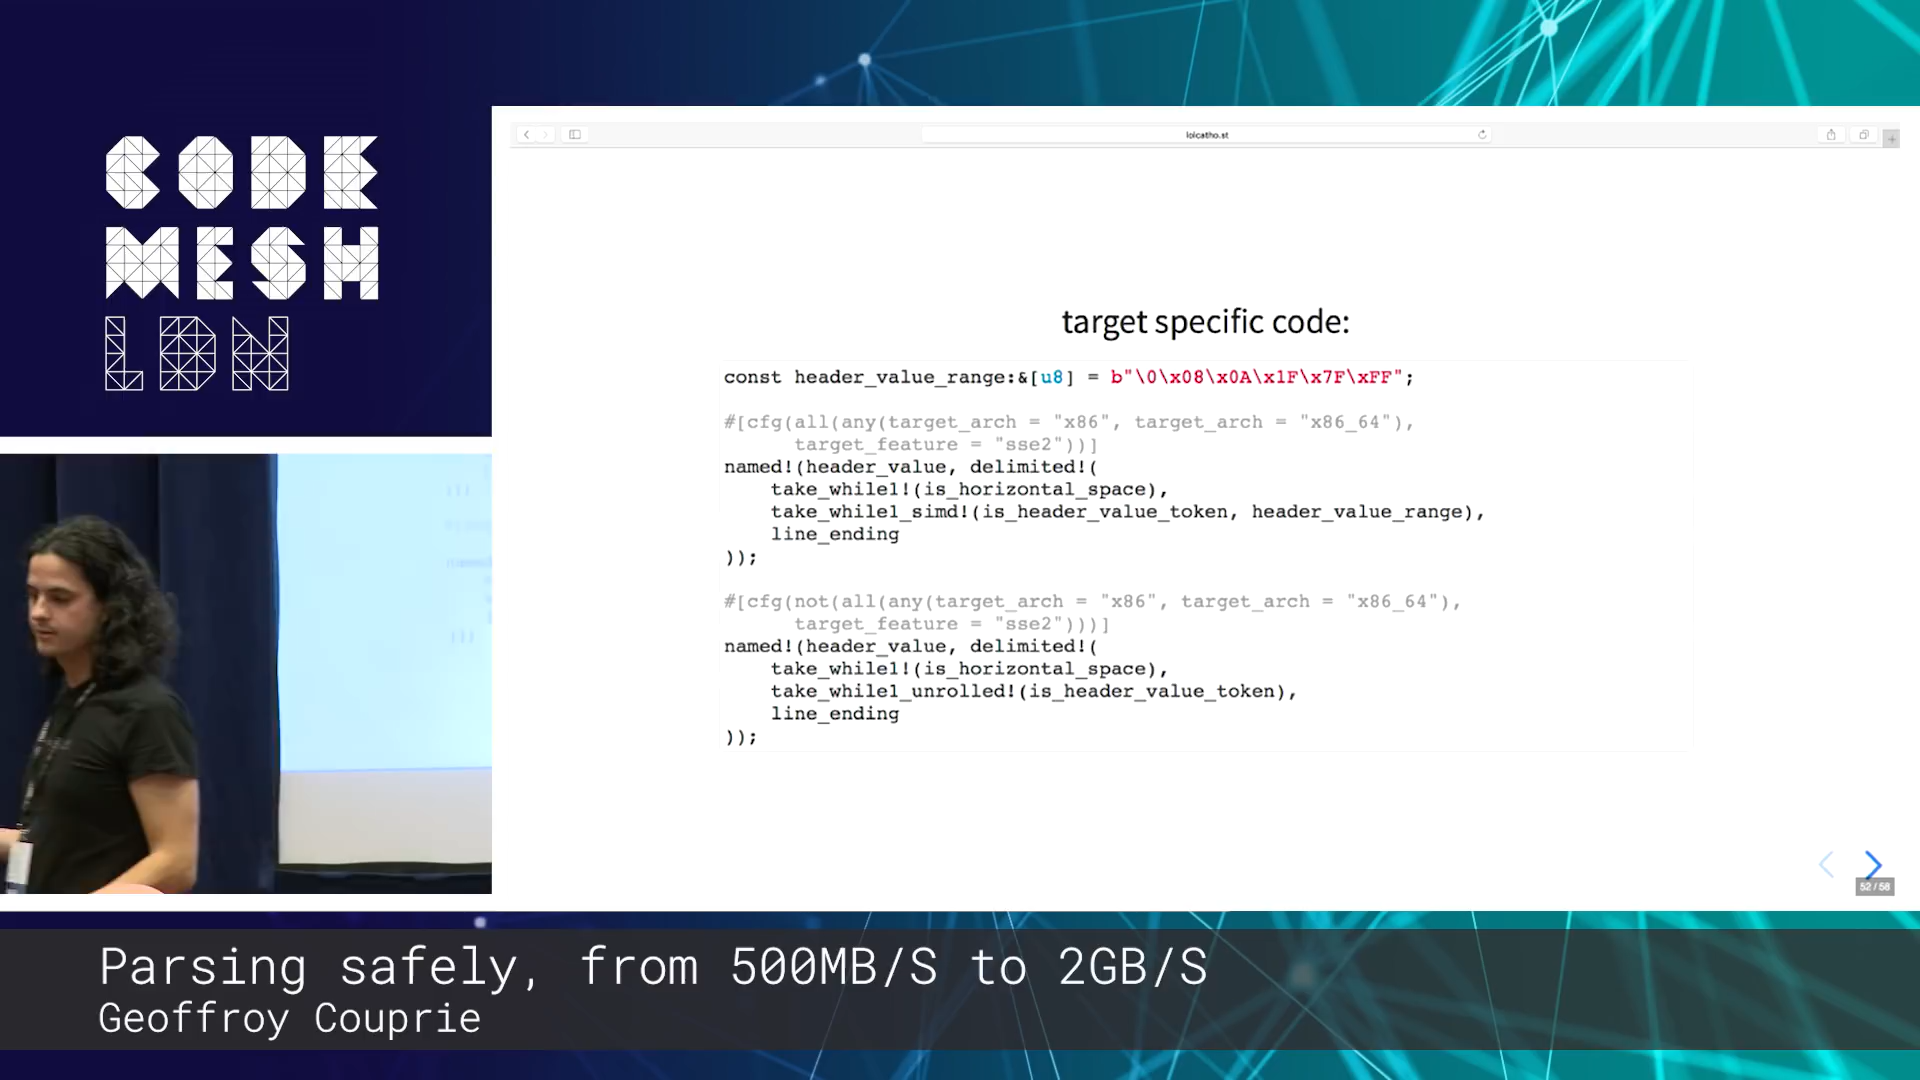 CODE
MESH
LDN
lolcatho.st
target specific code:
const header_value_range:&[u8] = b"\0\x08\x0A\x1F\x7F\xFF";
#[cfg(all(any(target_arch = "x86", target_arch = "x86_64"),
target_feature = "sse2"))]
named!(header_value, delimited!(
take_while1!(is_horizontal_space),
take_while1_simd!(is_header_value_token, header_value_range),
line_ending
));
#[cfg(not(all(any(target_arch = "x86", target_arch = "x86_64"),
target_feature = "sse2")))]
named!(header_value, delimited!(
take_while1!(is_horizontal_space),
take_while1_unrolled!(is_header_value_token),
line_ending
));
52 / 58
Parsing safely, from 500MB/S to 2GB/S
Geoffroy Couprie